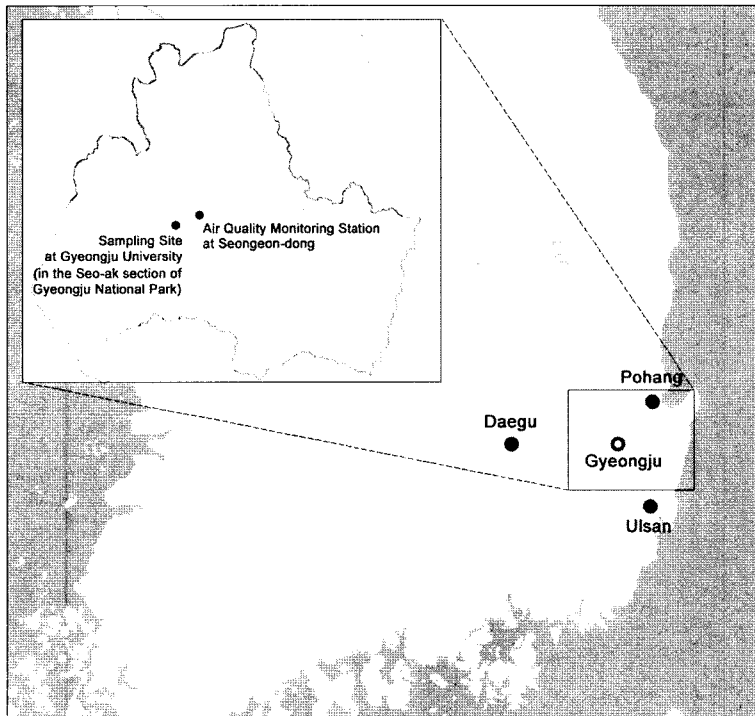 Air Quality Monitoring Station
at Seongeon-dong
Sampling Site
at Gyeongju University
(in the Seo-ak section of
Gyeongju National Park)
Pohang
Daegu
Gyeongju
Ulsan